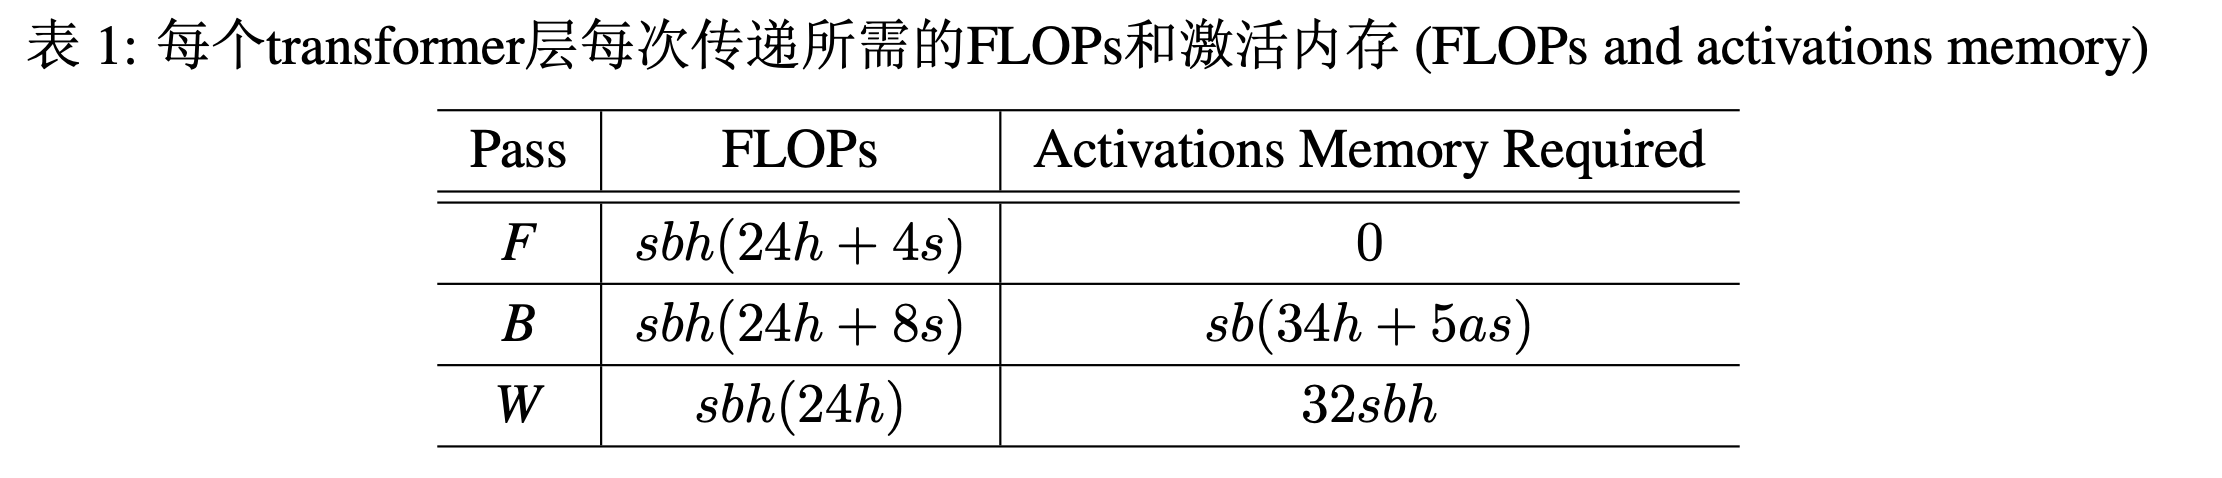 表 1: 每个transformer层每次传递所需的FLOPs和激活内存 (FLOPs and activations memory)
Pass FLOPs Activations Memory Required
F sbh(24h + 4s) 0
B sbh(24h + 8s) sb(34h + 5as)
W sbh(24h) 32sbh